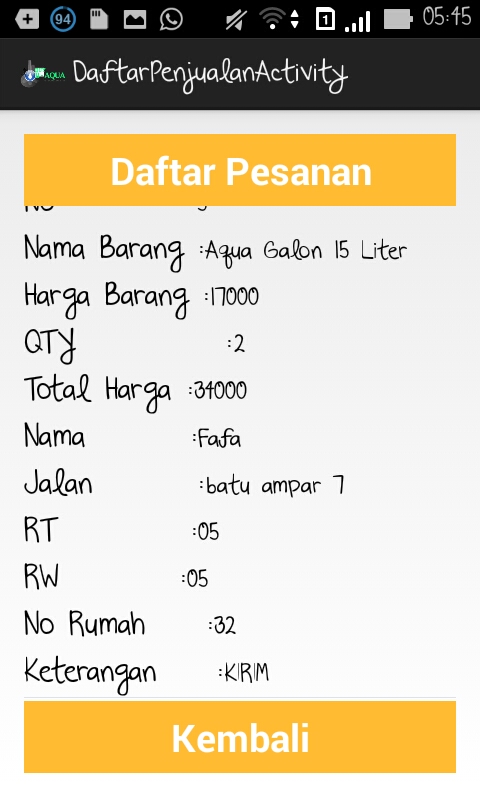 94
1
05:45
AQUA
DaftarPenjualanActivity
Daftar Pesanan
Nama Barang :Aqua Galon 15 Liter
Harga Barang :17000
QTY :2
Total Harga :34000
Nama :Fafa
Jalan :batu ampar 7
RT :05
RW :05
No Rumah :32
Keterangan :KIRIM
Kembali